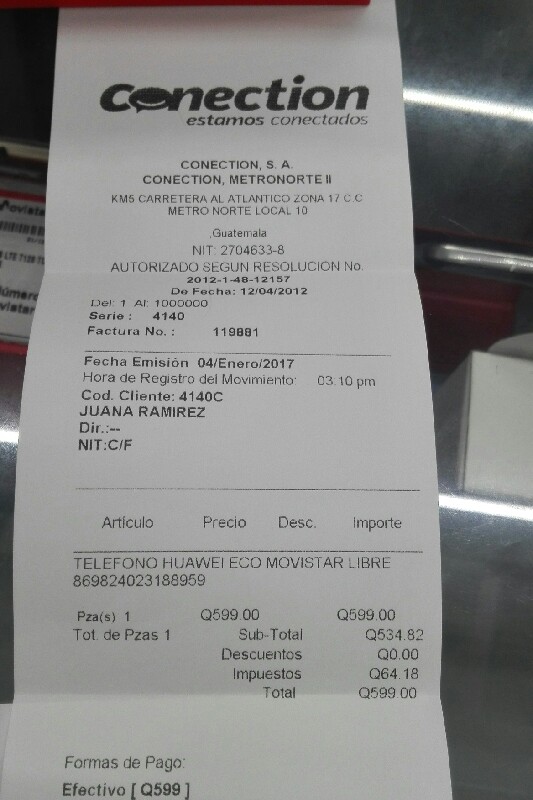 Conection
estamos conectados
CONECTION, S. A.
CONECTION, METRONORTE II
KM5 CARRETERA AL ATLANTICO ZONA 17 C.C
METRO NORTE LOCAL 10
,Guatemala
NIT: 2704633-8
AUTORIZADO SEGUN RESOLUCION No.
2012-1-48-12157
De Fecha: 12/04/2012
Del: 1 Al: 1000000
Serie : 4140
Factura No. : 119881
Fecha Emisión 04/Enero/2017
Hora de Registro del Movimiento: 03:10 pm
Cod. Cliente: 4140C
JUANA RAMIREZ
Dir.:--
NIT:C/F
Artículo Precio Desc. Importe
TELEFONO HUAWEI ECO MOVISTAR LIBRE
869824023188959
Pza(s) 1 Q599.00 Q599.00
Tot. de Pzas 1 Sub-Total Q534.82
Descuentos Q0.00
Impuestos Q64.18
Total Q599.00
Formas de Pago:
Efectivo [ Q599 ]